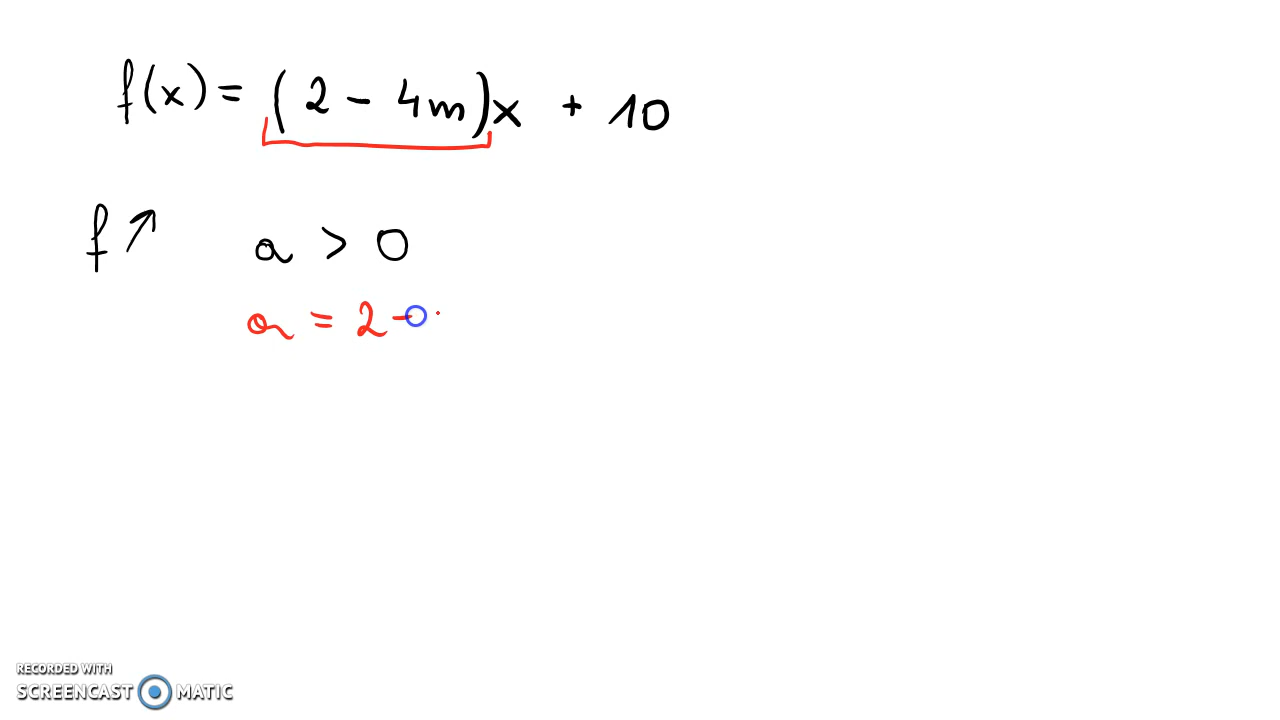 f(x) = (2 - 4m)x + 10
f ↗ a > 0
a = 2 -
RECORDED WITH
SCREENCAST MATIC